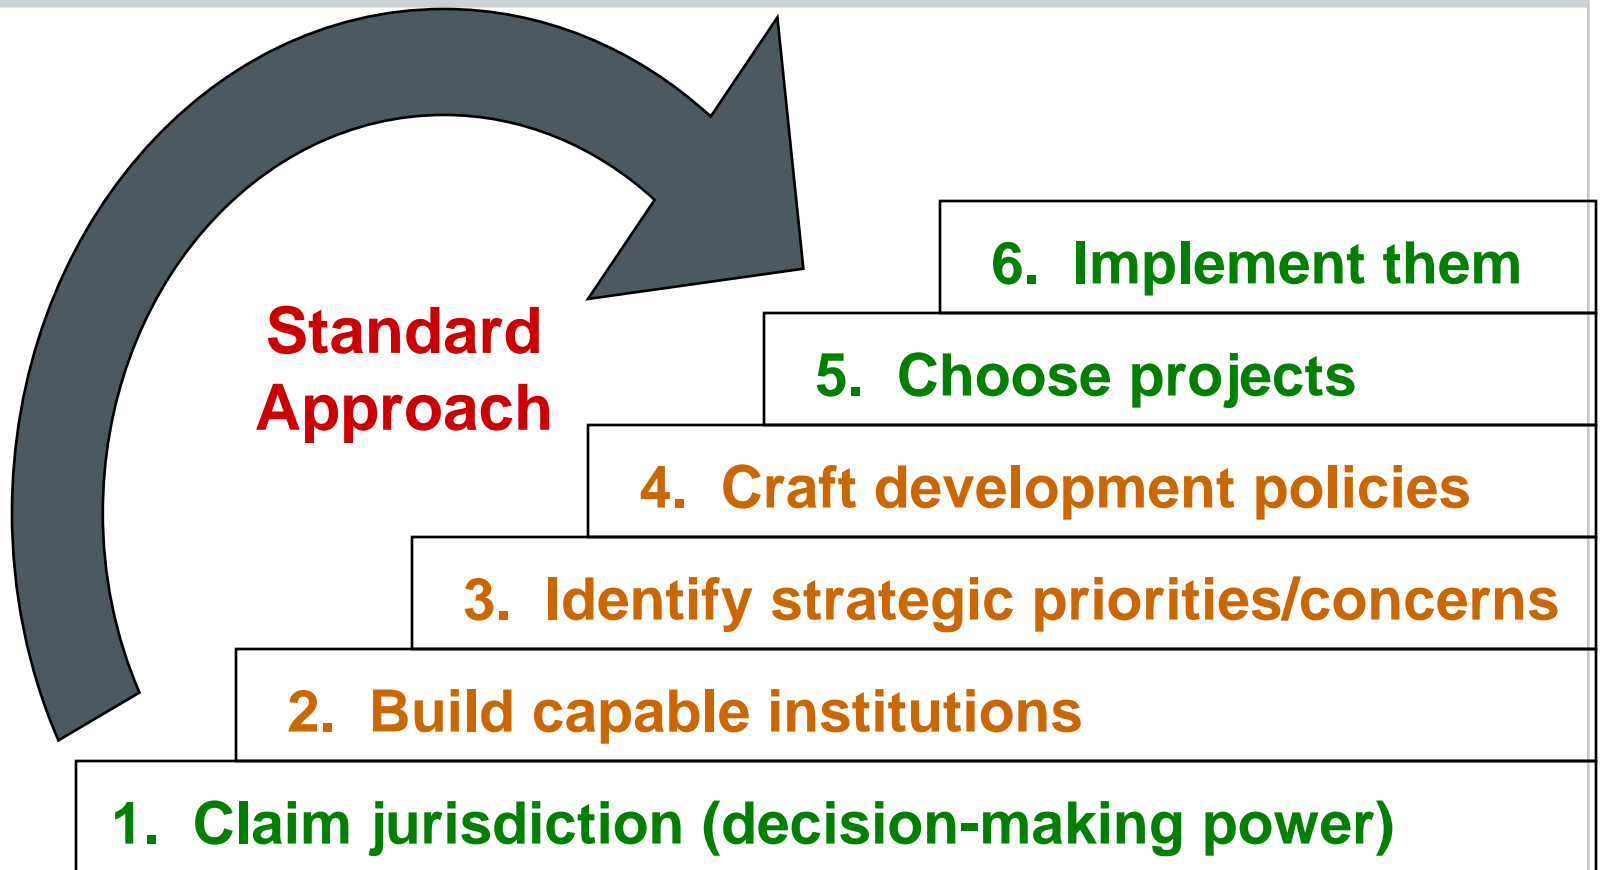 Standard
Approach
6. Implement them
5. Choose projects
4. Craft development policies
3. Identify strategic priorities/concerns
2. Build capable institutions
1. Claim jurisdiction (decision-making power)